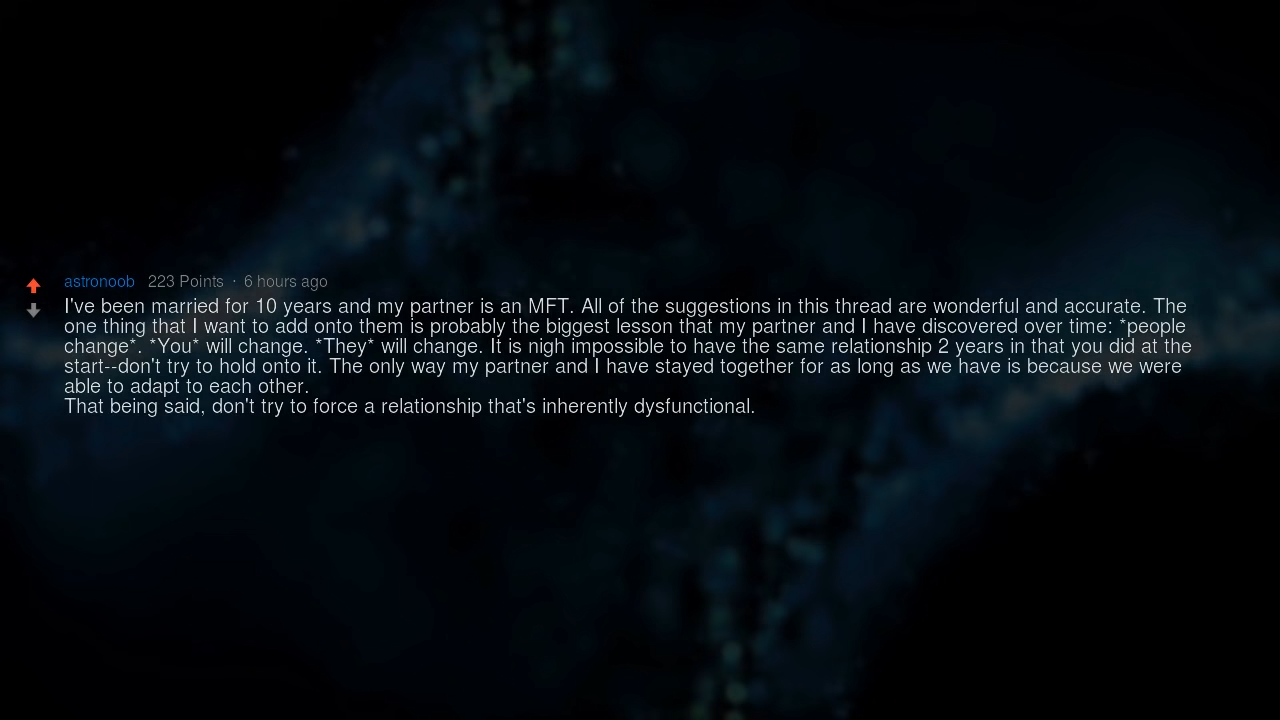 astronoob 223 Points · 6 hours ago
I've been married for 10 years and my partner is an MFT. All of the suggestions in this thread are wonderful and accurate. The
one thing that I want to add onto them is probably the biggest lesson that my partner and I have discovered over time: *people
change*. *You* will change. *They* will change. It is nigh impossible to have the same relationship 2 years in that you did at the
start--don't try to hold onto it. The only way my partner and I have stayed together for as long as we have is because we were
able to adapt to each other.
That being said, don't try to force a relationship that's inherently dysfunctional.